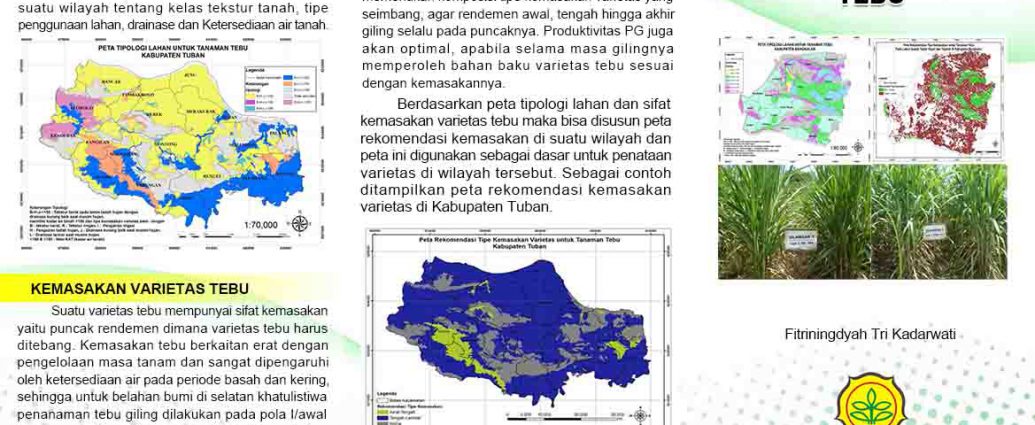 suatu wilayah tentang kelas tekstur tanah, tipe
penggunaan lahan, drainase dan Ketersediaan air tanah.
PETA TIPOLOGI LAHAN UNTUK TANAMAN TEBU
KABUPATEN TUBAN
Legenda
1:70,000
KEMASAKAN VARIETAS TEBU
Suatu varietas tebu mempunyai sifat kemasakan
yaitu puncak rendemen dimana varietas tebu harus
ditebang. Kemasakan tebu berkaitan erat dengan
pengelolaan masa tanam dan sangat dipengaruhi
oleh ketersediaan air pada periode basah dan kering,
sehingga untuk belahan bumi di selatan khatulistiwa
penanaman tebu giling dilakukan pada pola I/awal
seimbang, agar rendemen awal, tengah hingga akhir
giling selalu pada puncaknya. Produktivitas PG juga
akan optimal, apabila selama masa gilingnya
memperoleh bahan baku varietas tebu sesuai
dengan kemasakannya.
Berdasarkan peta tipologi lahan dan sifat
kemasakan varietas tebu maka bisa disusun peta
rekomendasi kemasakan di suatu wilayah dan
peta ini digunakan sebagai dasar untuk penataan
varietas di wilayah tersebut. Sebagai contoh
ditampilkan peta rekomendasi kemasakan
varietas di Kabupaten Tuban.
Peta Rekomendasi Tipe Kemasakan Varietas untuk Tanaman Tebu
Kabupaten Tuban
Legenda
TEBU
Fitriningdyah Tri Kadarwati